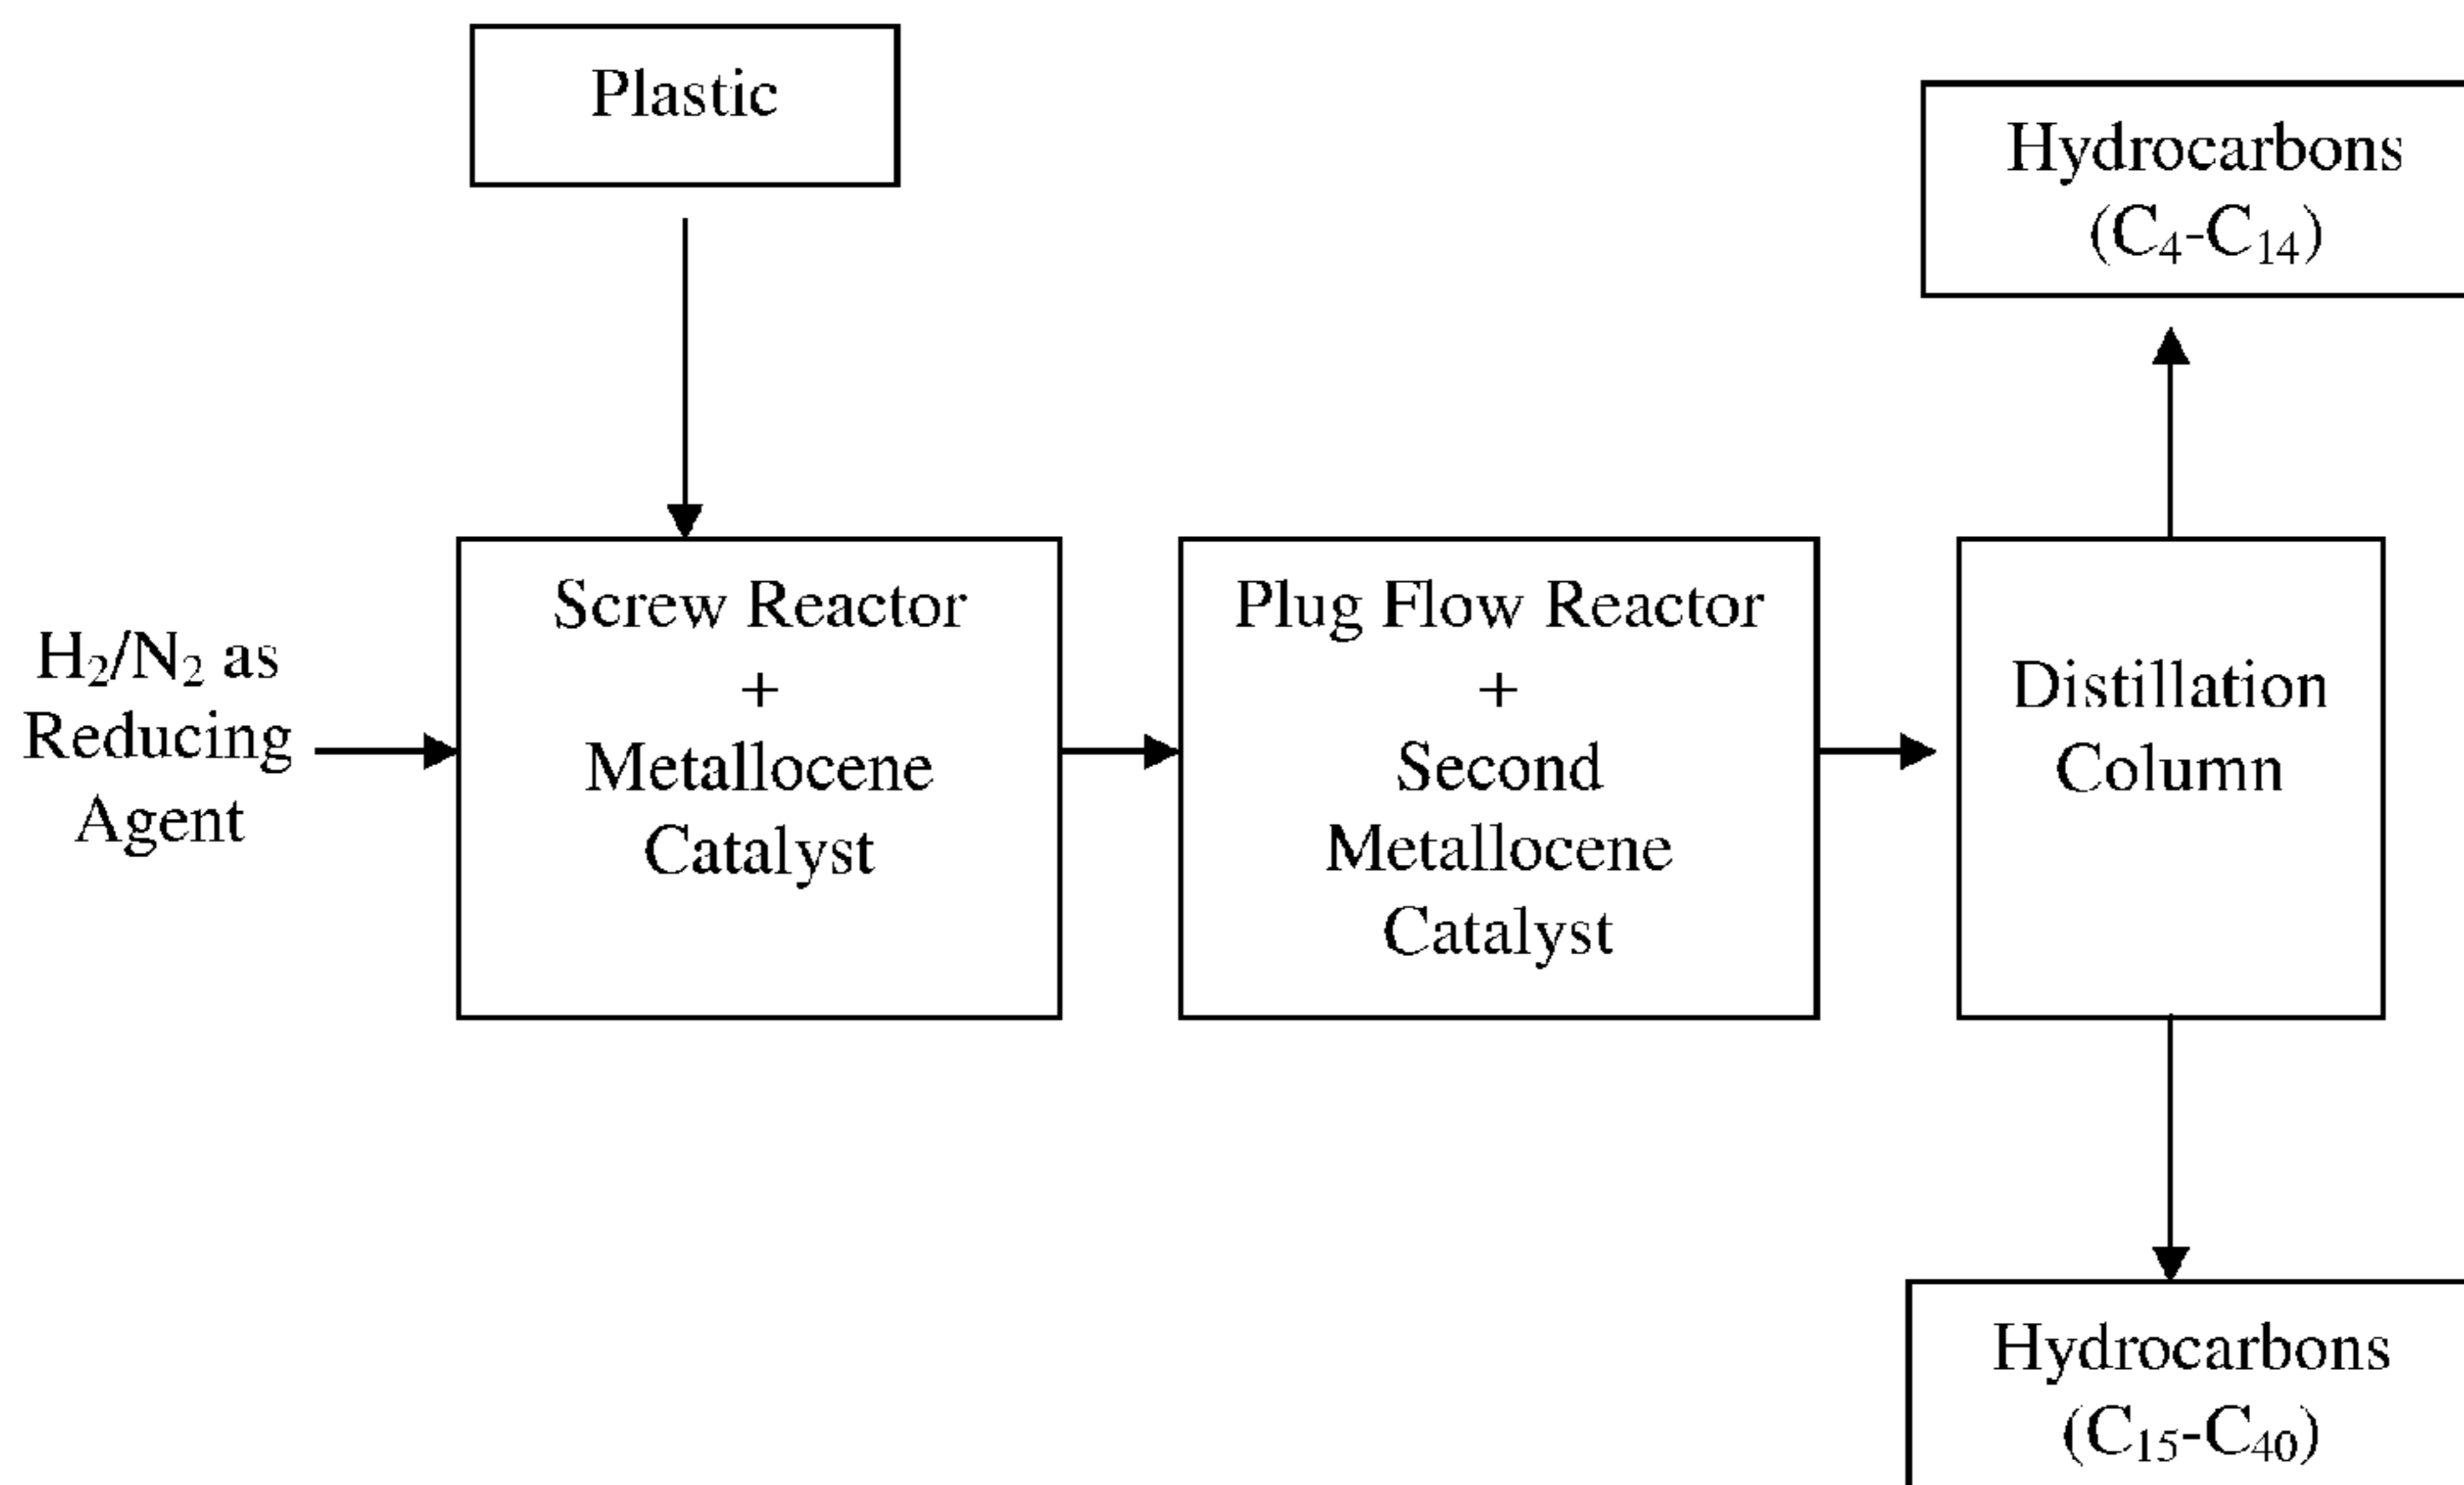 Plastic
Hydrocarbons
(C₄-C₁₄)
H₂/N₂ as
Reducing
Agent
Screw Reactor
+
Metallocene
Catalyst
Plug Flow Reactor
+
Second
Metallocene
Catalyst
Distillation
Column
Hydrocarbons
(C₁₅-C₄₀)